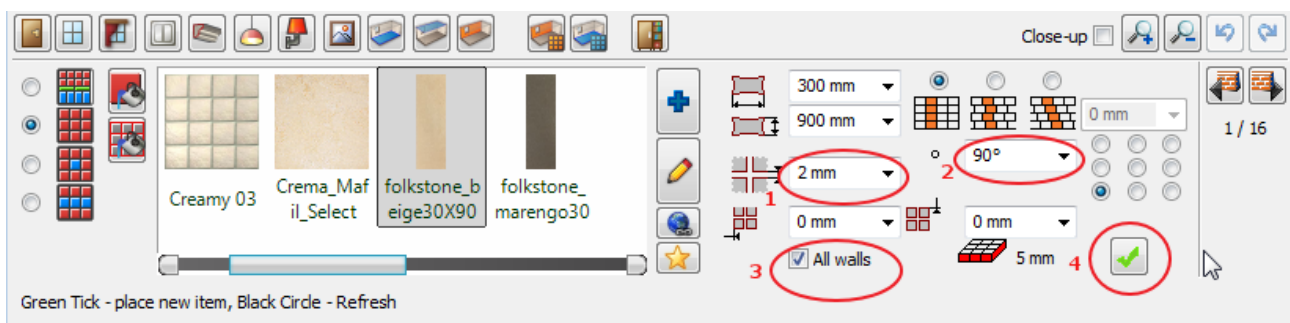 Close-up
300 mm
900 mm
0 mm
1 / 16
2 mm
1
°
90°
2
Creamy 03
Crema_Maf
il_Select
folkstone_b
eige30X90
folkstone_
marengo30
0 mm
0 mm
All walls
3
5 mm
4
Green Tick - place new item, Black Circle - Refresh